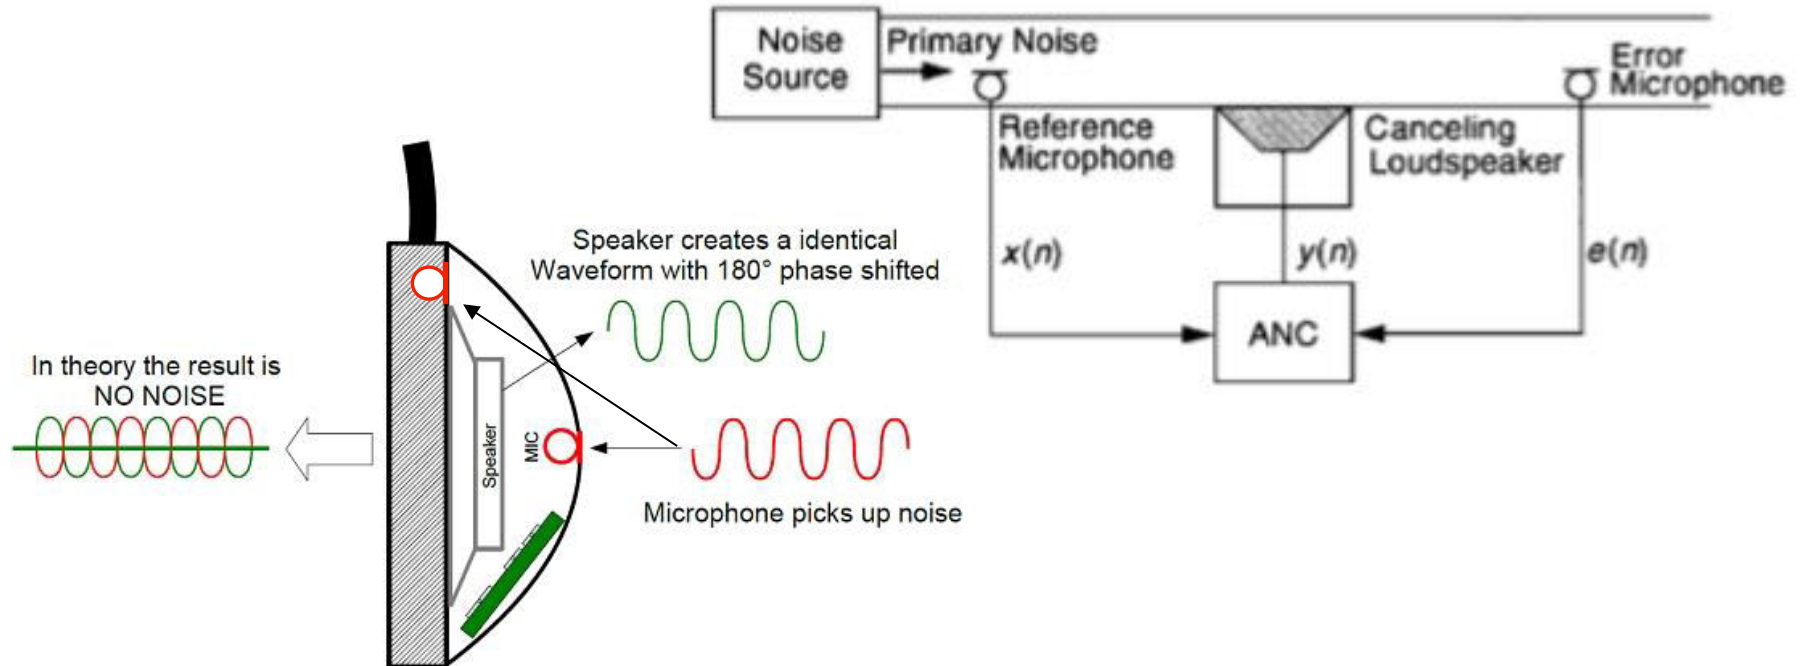 Noise
Source
Primary Noise
Error
Microphone
Reference
Microphone
Canceling
Loudspeaker
x(n)
y(n)
e(n)
ANC
Speaker creates a identical
Waveform with 180° phase shifted
In theory the result is
NO NOISE
Speaker
MIC
Microphone picks up noise